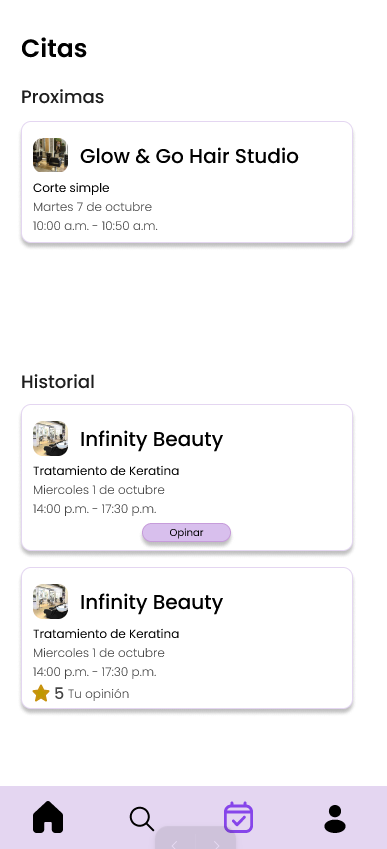 Citas
Proximas
Glow & Go Hair Studio
Corte simple
Martes 7 de octubre
10:00 a.m. - 10:50 a.m.
Historial
Infinity Beauty
Tratamiento de Keratina
Miercoles 1 de octubre
14:00 p.m. - 17:30 p.m.
Opinar
Infinity Beauty
Tratamiento de Keratina
Miercoles 1 de octubre
14:00 p.m. - 17:30 p.m.
5 Tu opinión